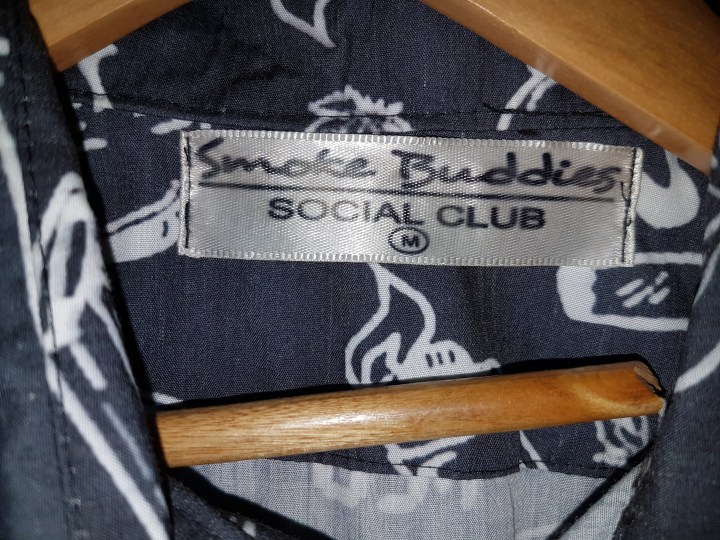 Smoke Buddies
SOCIAL CLUB
M